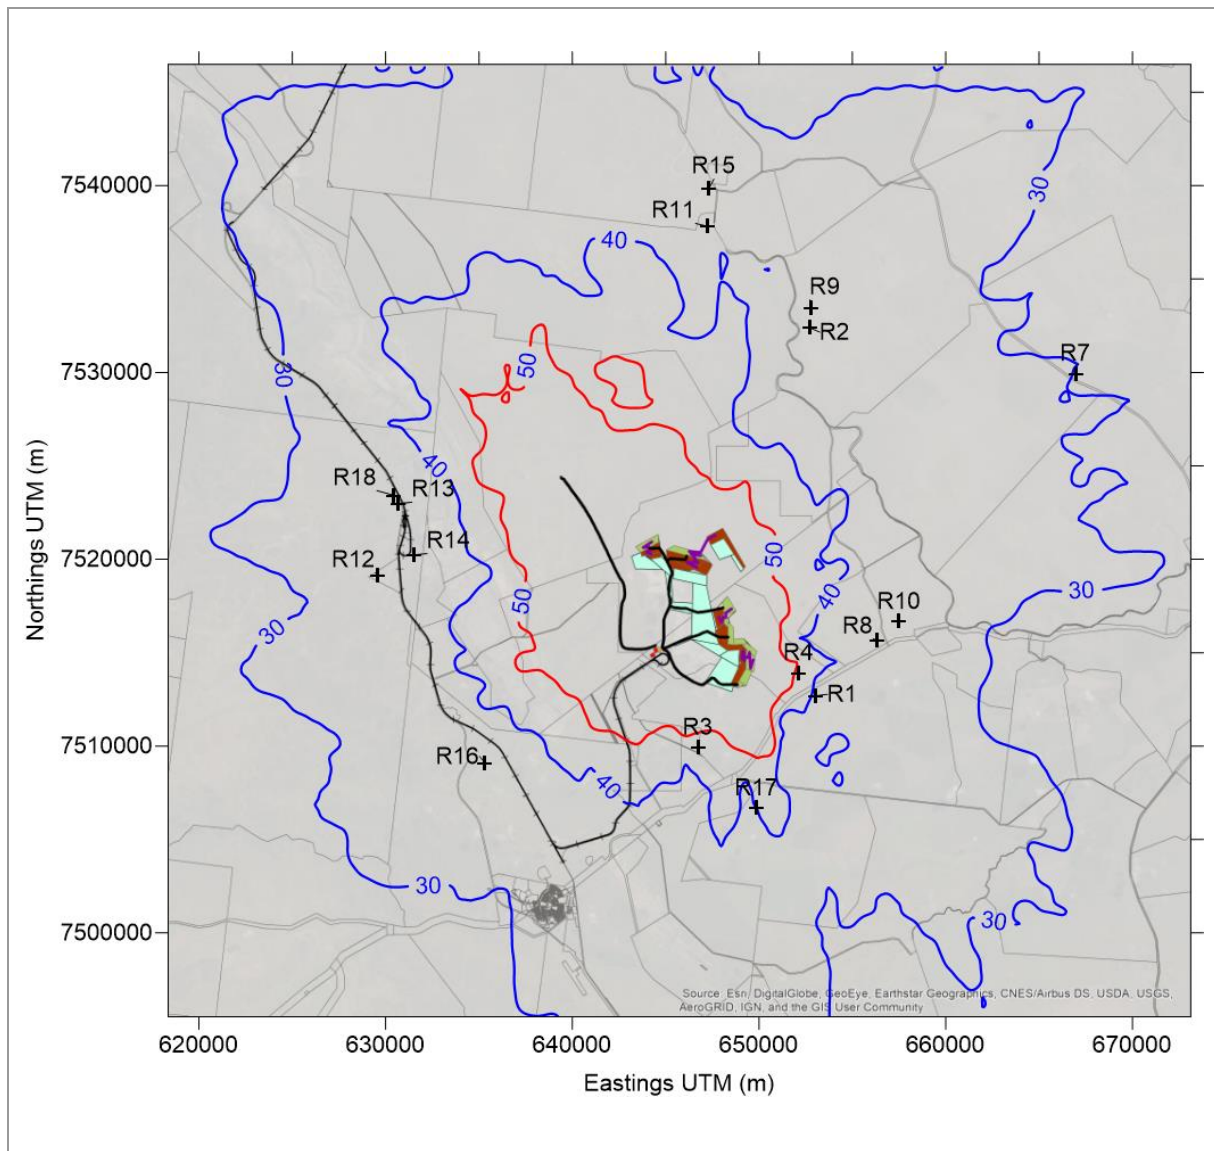 R15
7540000
30
R11
40
R9
R2
R7
7530000
50
30
40
R18
R13
R14
7520000
50
R12
50
40
30
R10
R8
30
R4
R1
R3
7510000
R16
40
R17
30
30
7500000
Source: Esri, DigitalGlobe, GeoEye, Earthstar Geographics, CNES/Airbus DS, USDA, USGS,
AeroGRID, IGN, and the GIS User Community
620000 630000 640000 650000 660000 670000
Eastings UTM (m)
Northings UTM (m)